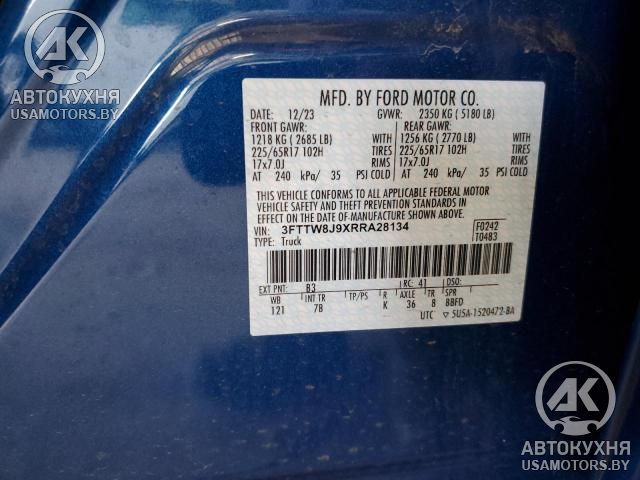 AK
АВТОКУХНЯ
USAMOTORS.BY
MFD. BY FORD MOTOR CO.
DATE: 12/23 GVWR: 2350 KG ( 5180 LB)
FRONT GAWR: REAR GAWR:
1218 KG ( 2685 LB) WITH 1256 KG ( 2770 LB) WITH
225/65R17 102H TIRES 225/65R17 102H TIRES
17x7.0J RIMS 17x7.0J RIMS
AT 240 kPa/ 35 PSI COLD AT 240 kPa/ 35 PSI COLD
THIS VEHICLE CONFORMS TO ALL APPLICABLE FEDERAL MOTOR
VEHICLE SAFETY AND THEFT PREVENTION STANDARDS IN
EFFECT ON THE DATE OF MANUFACTURE SHOWN ABOVE.
VIN: 3FTTW8J9XRRA28134 F0242
TYPE: Truck T0483
EXT PNT: B3 RC: 41 DSO:
WB INT TR TP/PS R AXLE TR SPR
121 78 K 36 8 BBFD
UTC ▽ 5U5A-1520472-BA
AK
АВТОКУХНЯ
USAMOTORS.BY